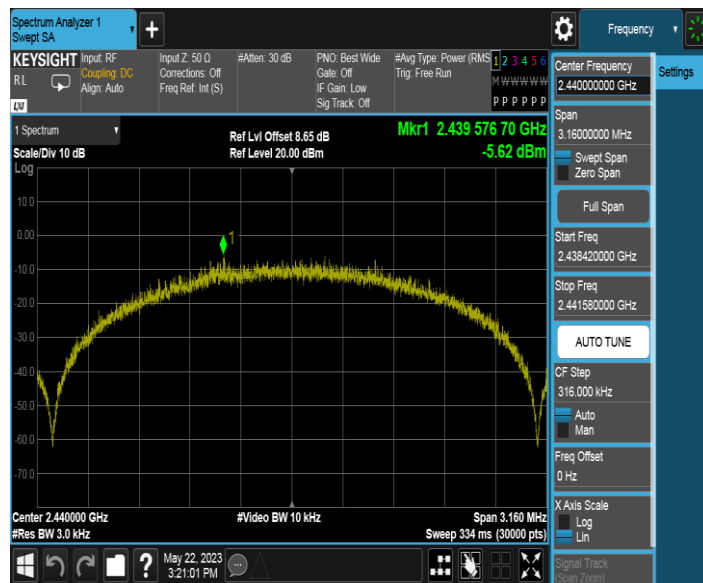 Spectrum Analyzer 1
Swept SA
+
Frequency
KEYSIGHT
RL
LXI
Input: RF
Coupling: DC
Align: Auto
Input Z: 50 Ω
Corrections: Off
Freq Ref: Int (S)
#Atten: 30 dB
PNO: Best Wide
Gate: Off
IF Gain: Low
Sig Track: Off
#Avg Type: Power (RMS
Trig: Free Run
1 2 3 4 5 6
M W W W W W
P P P P P P
1 Spectrum
Scale/Div 10 dB
Log
Ref Lvl Offset 8.65 dB
Ref Level 20.00 dBm
Mkr1 2.439 576 70 GHz
-5.62 dBm
10.0
0.00
-10.0
-20.0
-30.0
-40.0
-50.0
-60.0
-70.0
1
Center 2.440000 GHz
#Res BW 3.0 kHz
#Video BW 10 kHz
Span 3.160 MHz
Sweep 334 ms (30000 pts)
Center Frequency
2.440000000 GHz
Span
3.16000000 MHz
Swept Span
Zero Span
Full Span
Start Freq
2.438420000 GHz
Stop Freq
2.441580000 GHz
AUTO TUNE
CF Step
316.000 kHz
Auto
Man
Freq Offset
0 Hz
X Axis Scale
Log
Lin
Signal Track
(Span Zoom)
Settings
?
May 22, 2023
3:21:01 PM